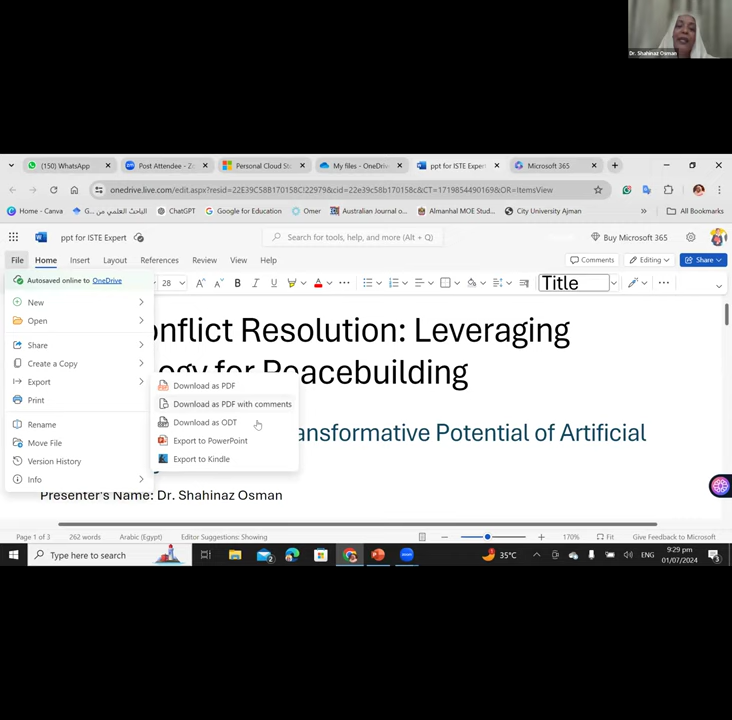 Dr. Shahinaz Osman
(150) WhatsApp
Post Attendee - Z
Personal Cloud St
My files - OneDriv
ppt for ISTE Expert
Microsoft 365
onedrive.live.com/edit.aspx?resid=22E39C58B170158C!22979&cid=22e39c58b170158c&CT=1719854490169&OR=ItemsView
Home - Canva
الباحث العلمي من
ChatGPT
Google for Education
Omer
Australian Journal o...
Almanhal MOE Stud...
City University Ajman
»
All Bookmarks
ppt for ISTE Expert
Search for tools, help, and more (Alt + Q)
Buy Microsoft 365
File Home Insert Layout References Review View Help
Comments
Editing
Share
Autosaved online to OneDrive
28
B I U A
Title
New
Open
Share
Create a Copy
Export
Print
Rename
Move File
Version History
Info
Download as PDF
Download as PDF with comments
Download as ODT
Export to PowerPoint
Export to Kindle
onflict Resolution: Leveraging
ogy for Peacebuilding
ansformative Potential of Artificial
Presenter's Name: Dr. Shahinaz Osman
Page 1 of 3 262 words Arabic (Egypt) Editor Suggestions: Showing
170% Fit Give Feedback to Microsoft
Type here to search
2
35°C
ENG
9:29 pm
01/07/2024
3